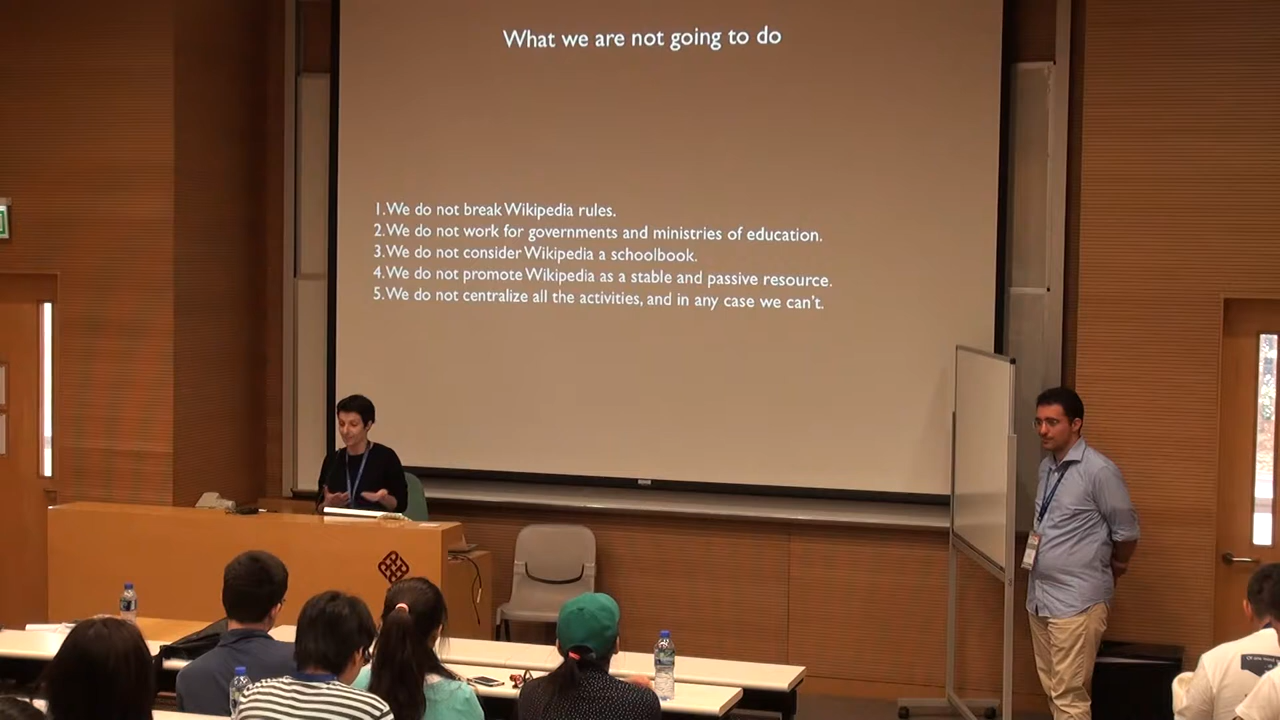 What we are not going to do
1. We do not break Wikipedia rules.
2. We do not work for governments and ministries of education.
3. We do not consider Wikipedia a schoolbook.
4. We do not promote Wikipedia as a stable and passive resource.
5. We do not centralize all the activities, and in any case we can't.